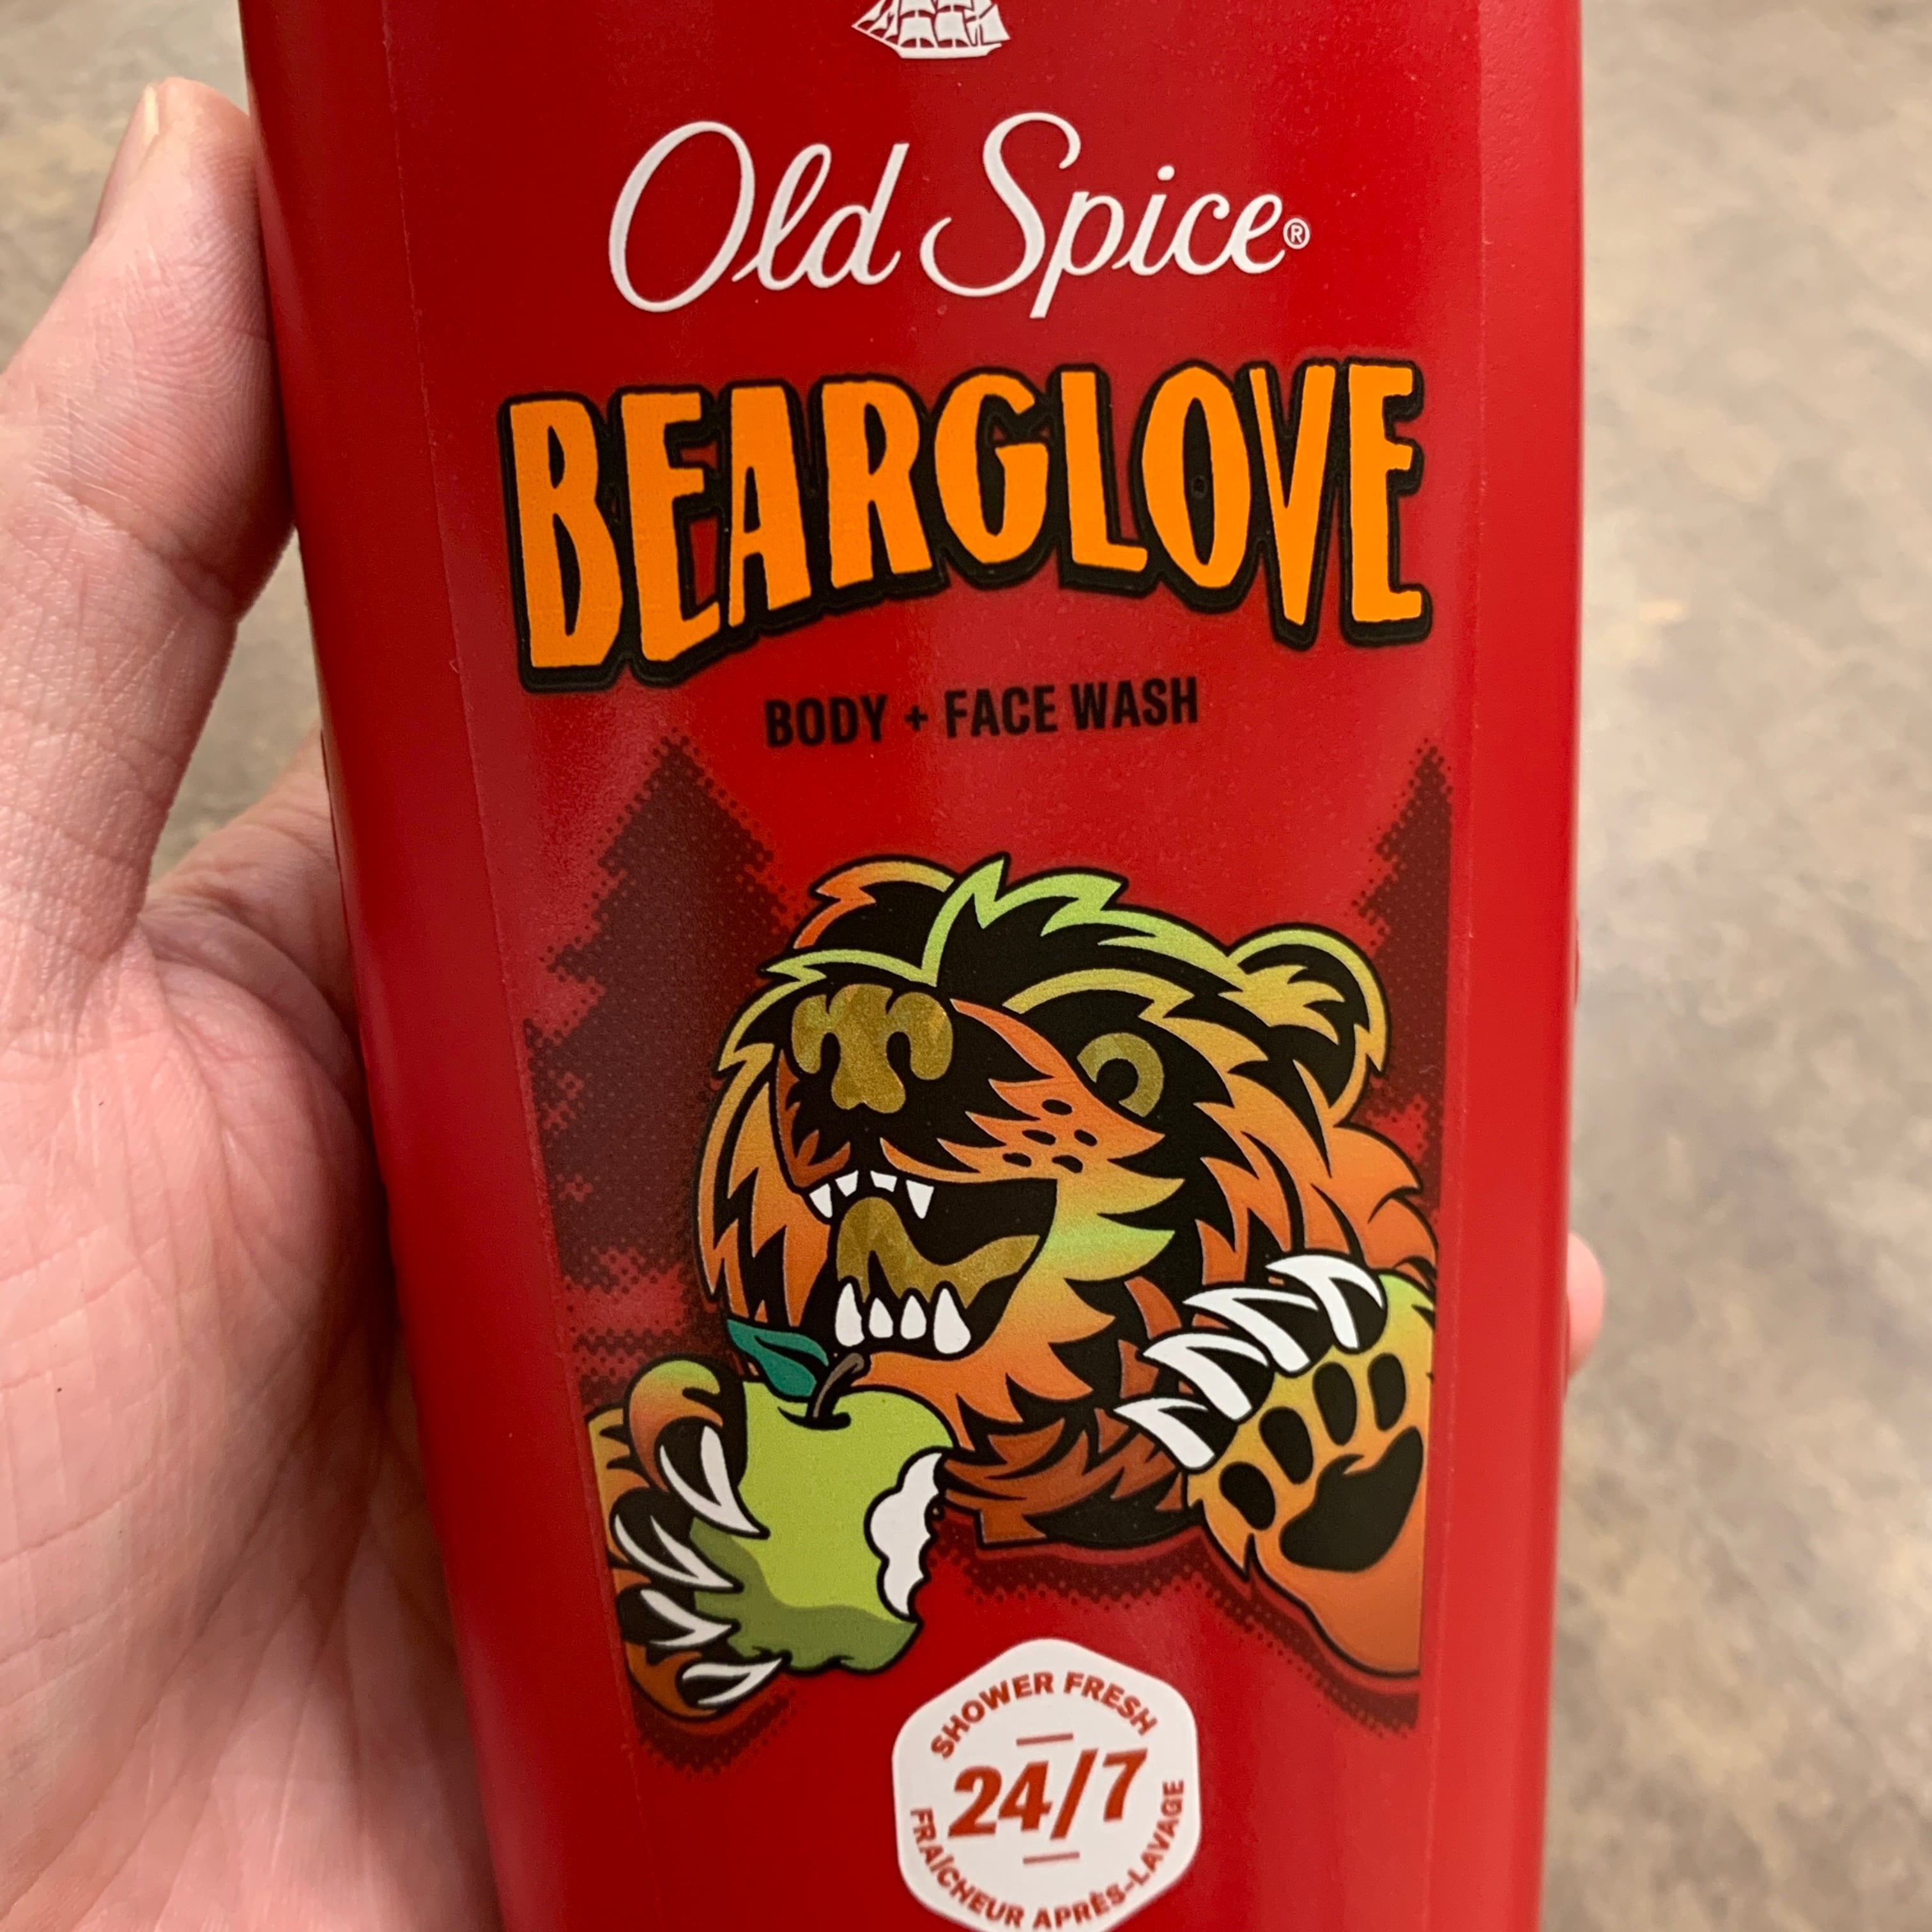 Old Spice®
BEARGLOVE
BODY + FACE WASH
SHOWER FRESH
24/7
FRAÎCHEUR APRÈS-LAVAGE